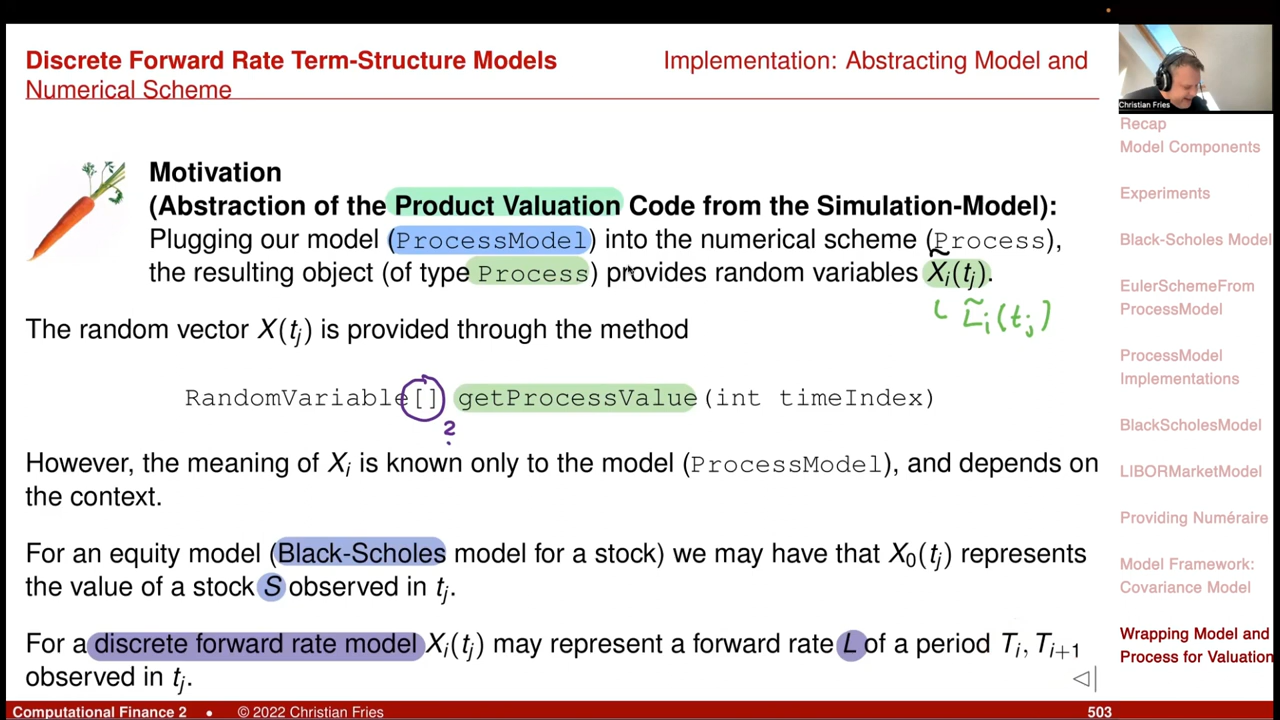 Discrete Forward Rate Term-Structure Models Implementation: Abstracting Model and
Numerical Scheme
Christian Fries
Motivation
(Abstraction of the Product Valuation Code from the Simulation-Model):
Plugging our model (ProcessModel) into the numerical scheme (Process),
the resulting object (of type Process) provides random variables X̃ᵢ(tⱼ).
L̃ᵢ(tⱼ)
The random vector X(tⱼ) is provided through the method
RandomVariable[] getProcessValue(int timeIndex)
?
However, the meaning of Xᵢ is known only to the model (ProcessModel), and depends on
the context.
For an equity model (Black-Scholes model for a stock) we may have that X₀(tⱼ) represents
the value of a stock S observed in tⱼ.
For a discrete forward rate model Xᵢ(tⱼ) may represent a forward rate L of a period Tᵢ, Tᵢ₊₁
observed in tⱼ.
◁
Recap
Model Components
Experiments
Black-Scholes Model
EulerSchemeFrom
ProcessModel
ProcessModel
Implementations
BlackScholesModel
LIBORMarketModel
Providing Numéraire
Model Framework:
Covariance Model
Wrapping Model and
Process for Valuation
Computational Finance 2 • © 2022 Christian Fries 503